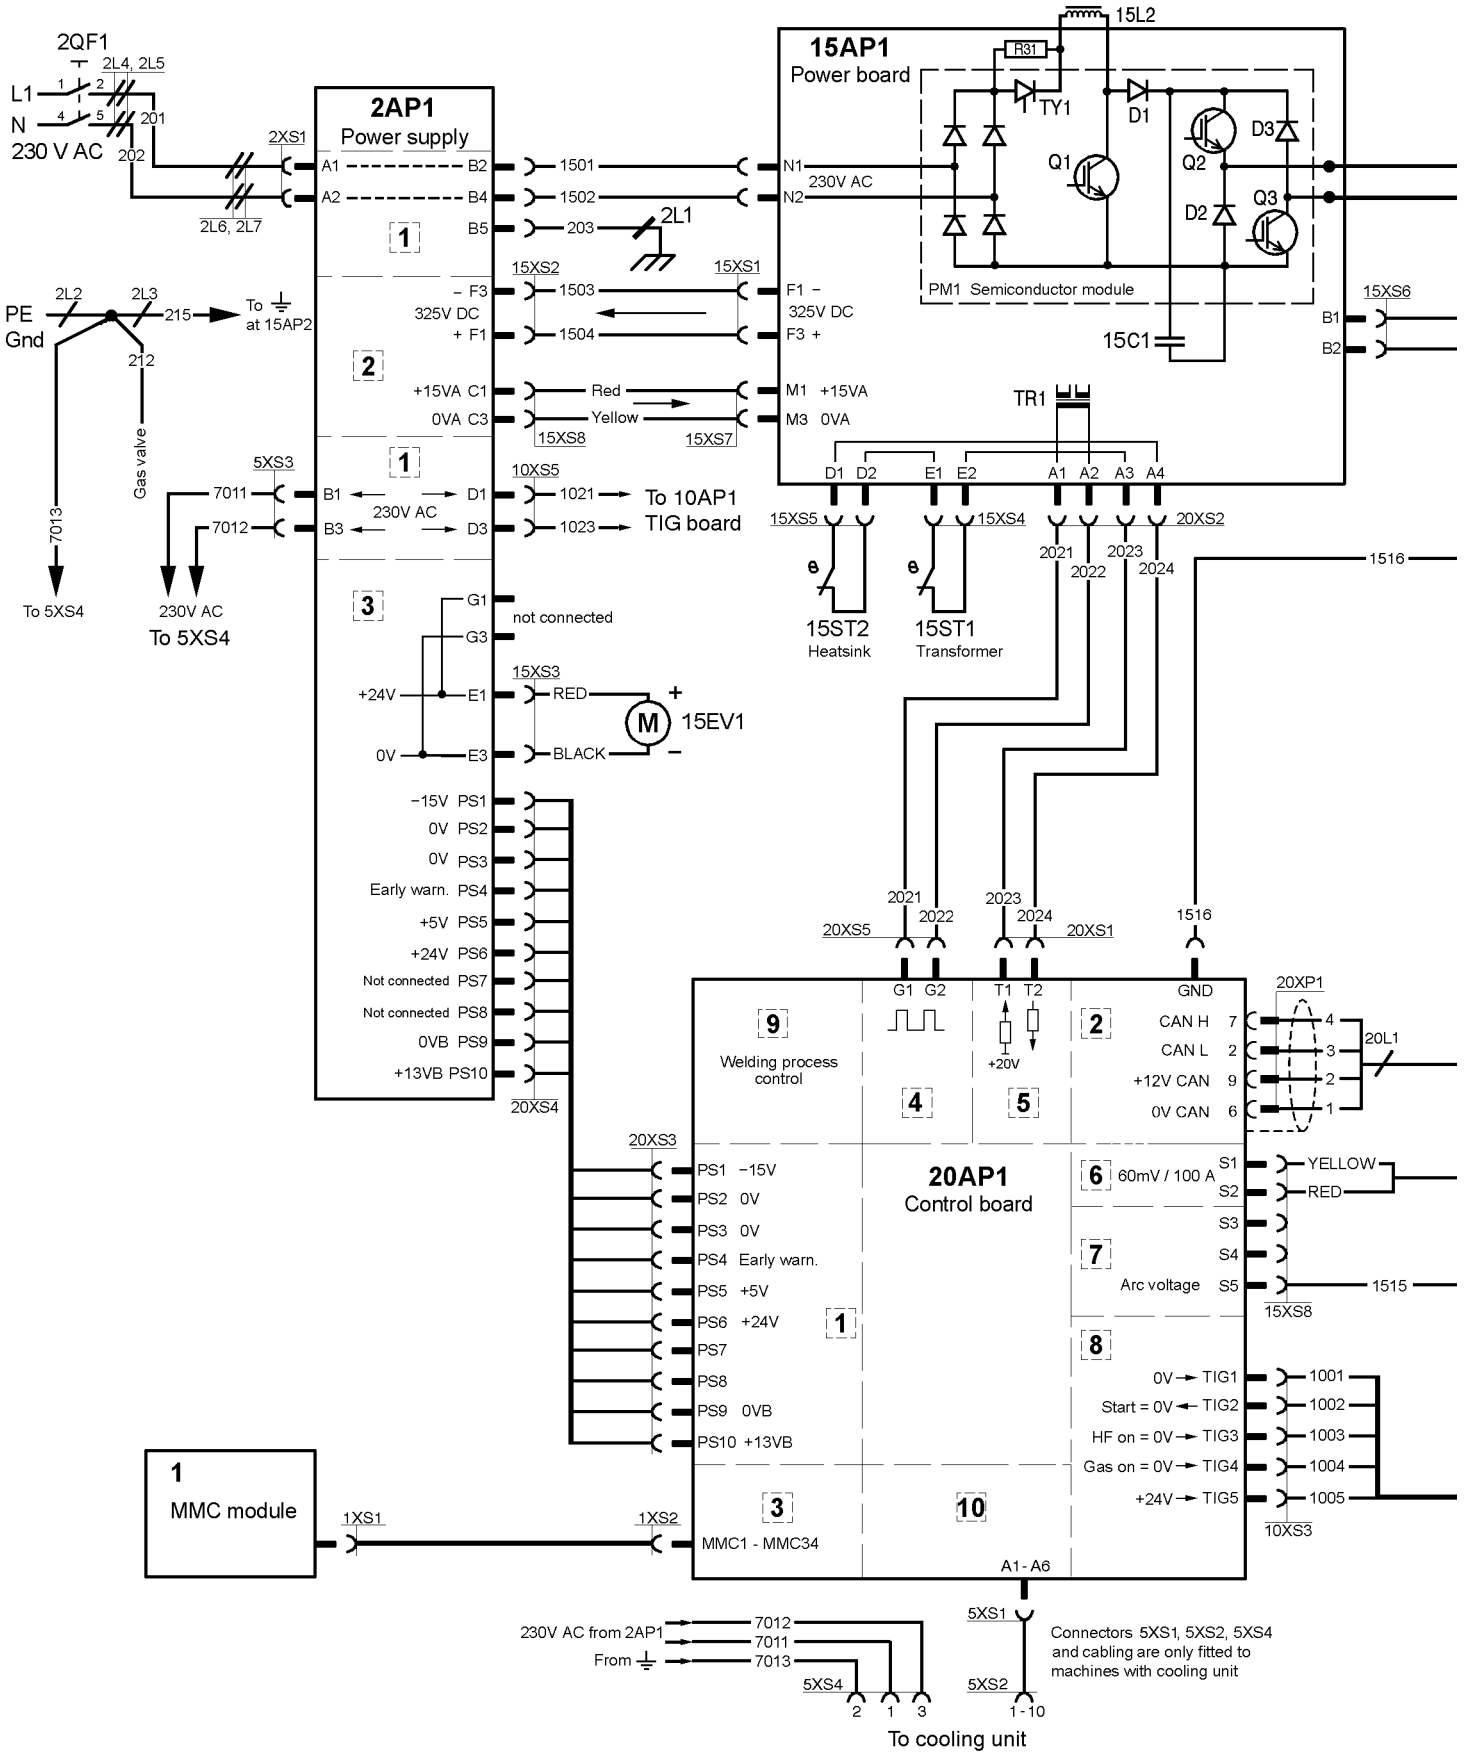 2QF1
2L4, 2L5
L1 1 2
N 4 5
201
230 V AC
202
2XS1
2L6, 2L7
2AP1
Power supply
A1 B2
A2 B4
B5
1
1501
1502
203
2L1
15L2
15AP1
Power board
R31
TY1
D1
D3
Q1
Q2
D2
Q3
N1
230V AC
N2
PM1 Semiconductor module
15C1
15XS6
B1
B2
PE
Gnd
2L2
2L3
215
To
at 15AP2
212
Gas valve
7013
To 5XS4
15XS2
15XS1
– F3
1503
F1 –
325V DC
325V DC
+ F1
1504
F3 +
2
+15VA C1
Red
M1 +15VA
0VA C3
Yellow
M3 0VA
15XS8
15XS7
TR1
1
5XS3
10XS5
7011
B1
D1
1021
230V AC
7012
B3
D3
1023
To 10AP1
TIG board
230V AC
To 5XS4
D1 D2 E1 E2 A1 A2 A3 A4
15XS5
15XS4
20XS2
θ
θ
2021
2022
2023
2024
1516
15ST2
Heatsink
15ST1
Transformer
3
G1
not connected
G3
15XS3
+24V E1
RED
+
M
15EV1
0V E3
BLACK
–
–15V PS1
0V PS2
0V PS3
Early warn. PS4
+5V PS5
+24V PS6
Not connected PS7
Not connected PS8
0VB PS9
+13VB PS10
20XS4
2021
2022
2023
2024
1516
20XS5
20XS1
G1 G2
T1 T2
GND
20XP1
9
Welding process
control
4
+20V
5
2
CAN H 7 4
CAN L 2 3
+12V CAN 9 2
0V CAN 6 1
20L1
20XS3
20AP1
Control board
PS1 –15V
PS2 0V
PS3 0V
PS4 Early warn.
PS5 +5V
PS6 +24V
PS7
PS8
PS9 0VB
PS10 +13VB
1
6
60mV / 100 A
S1
YELLOW
S2
RED
S3
7
S4
Arc voltage
S5
1515
15XS8
8
0V TIG1 1001
Start = 0V TIG2 1002
HF on = 0V TIG3 1003
Gas on = 0V TIG4 1004
+24V TIG5 1005
10XS3
1
MMC module
1XS1
1XS2
3
MMC1 - MMC34
10
A1- A6
5XS1
5XS2
1-10
230V AC from 2AP1
From
7012
7011
7013
5XS4
2 1 3
To cooling unit
Connectors 5XS1, 5XS2, 5XS4
and cabling are only fitted to
machines with cooling unit